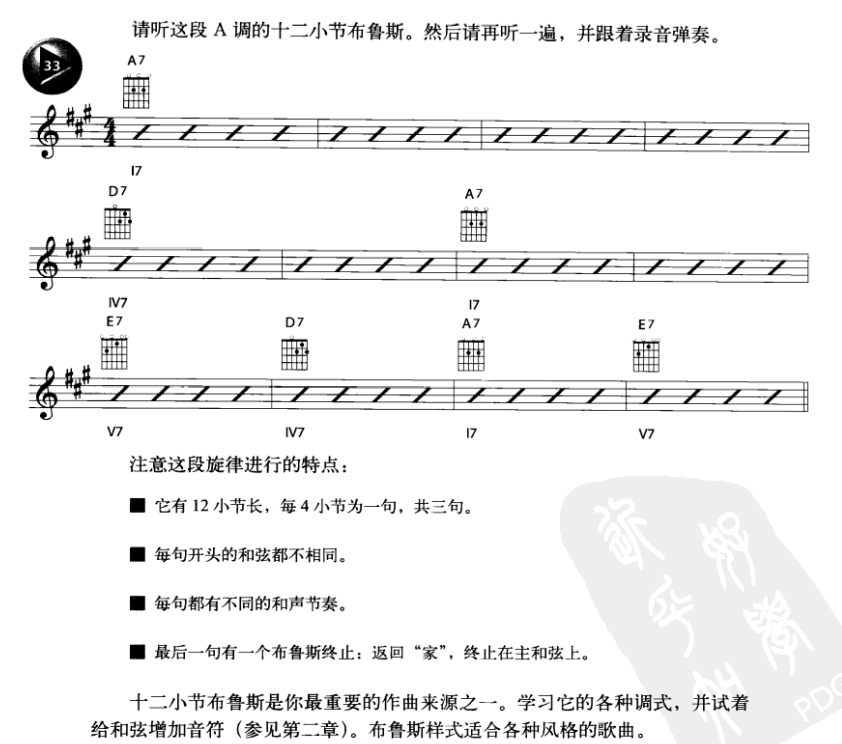 请听这段 A 调的十二小节布鲁斯。然后请再听一遍，并跟着录音弹奏。
33
A7
4
4
I7
D7 A7
IV7 I7
E7 D7 A7 E7
V7 IV7 I7 V7
注意这段旋律进行的特点：
■ 它有 12 小节长，每 4 小节为一句，共三句。
■ 每句开头的和弦都不相同。
■ 每句都有不同的和声节奏。
■ 最后一句有一个布鲁斯终止：返回“家”，终止在主和弦上。
十二小节布鲁斯是你最重要的作曲来源之一。学习它的各种调式，并试着
给和弦增加音符（参见第二章）。布鲁斯样式适合各种风格的歌曲。
PDG